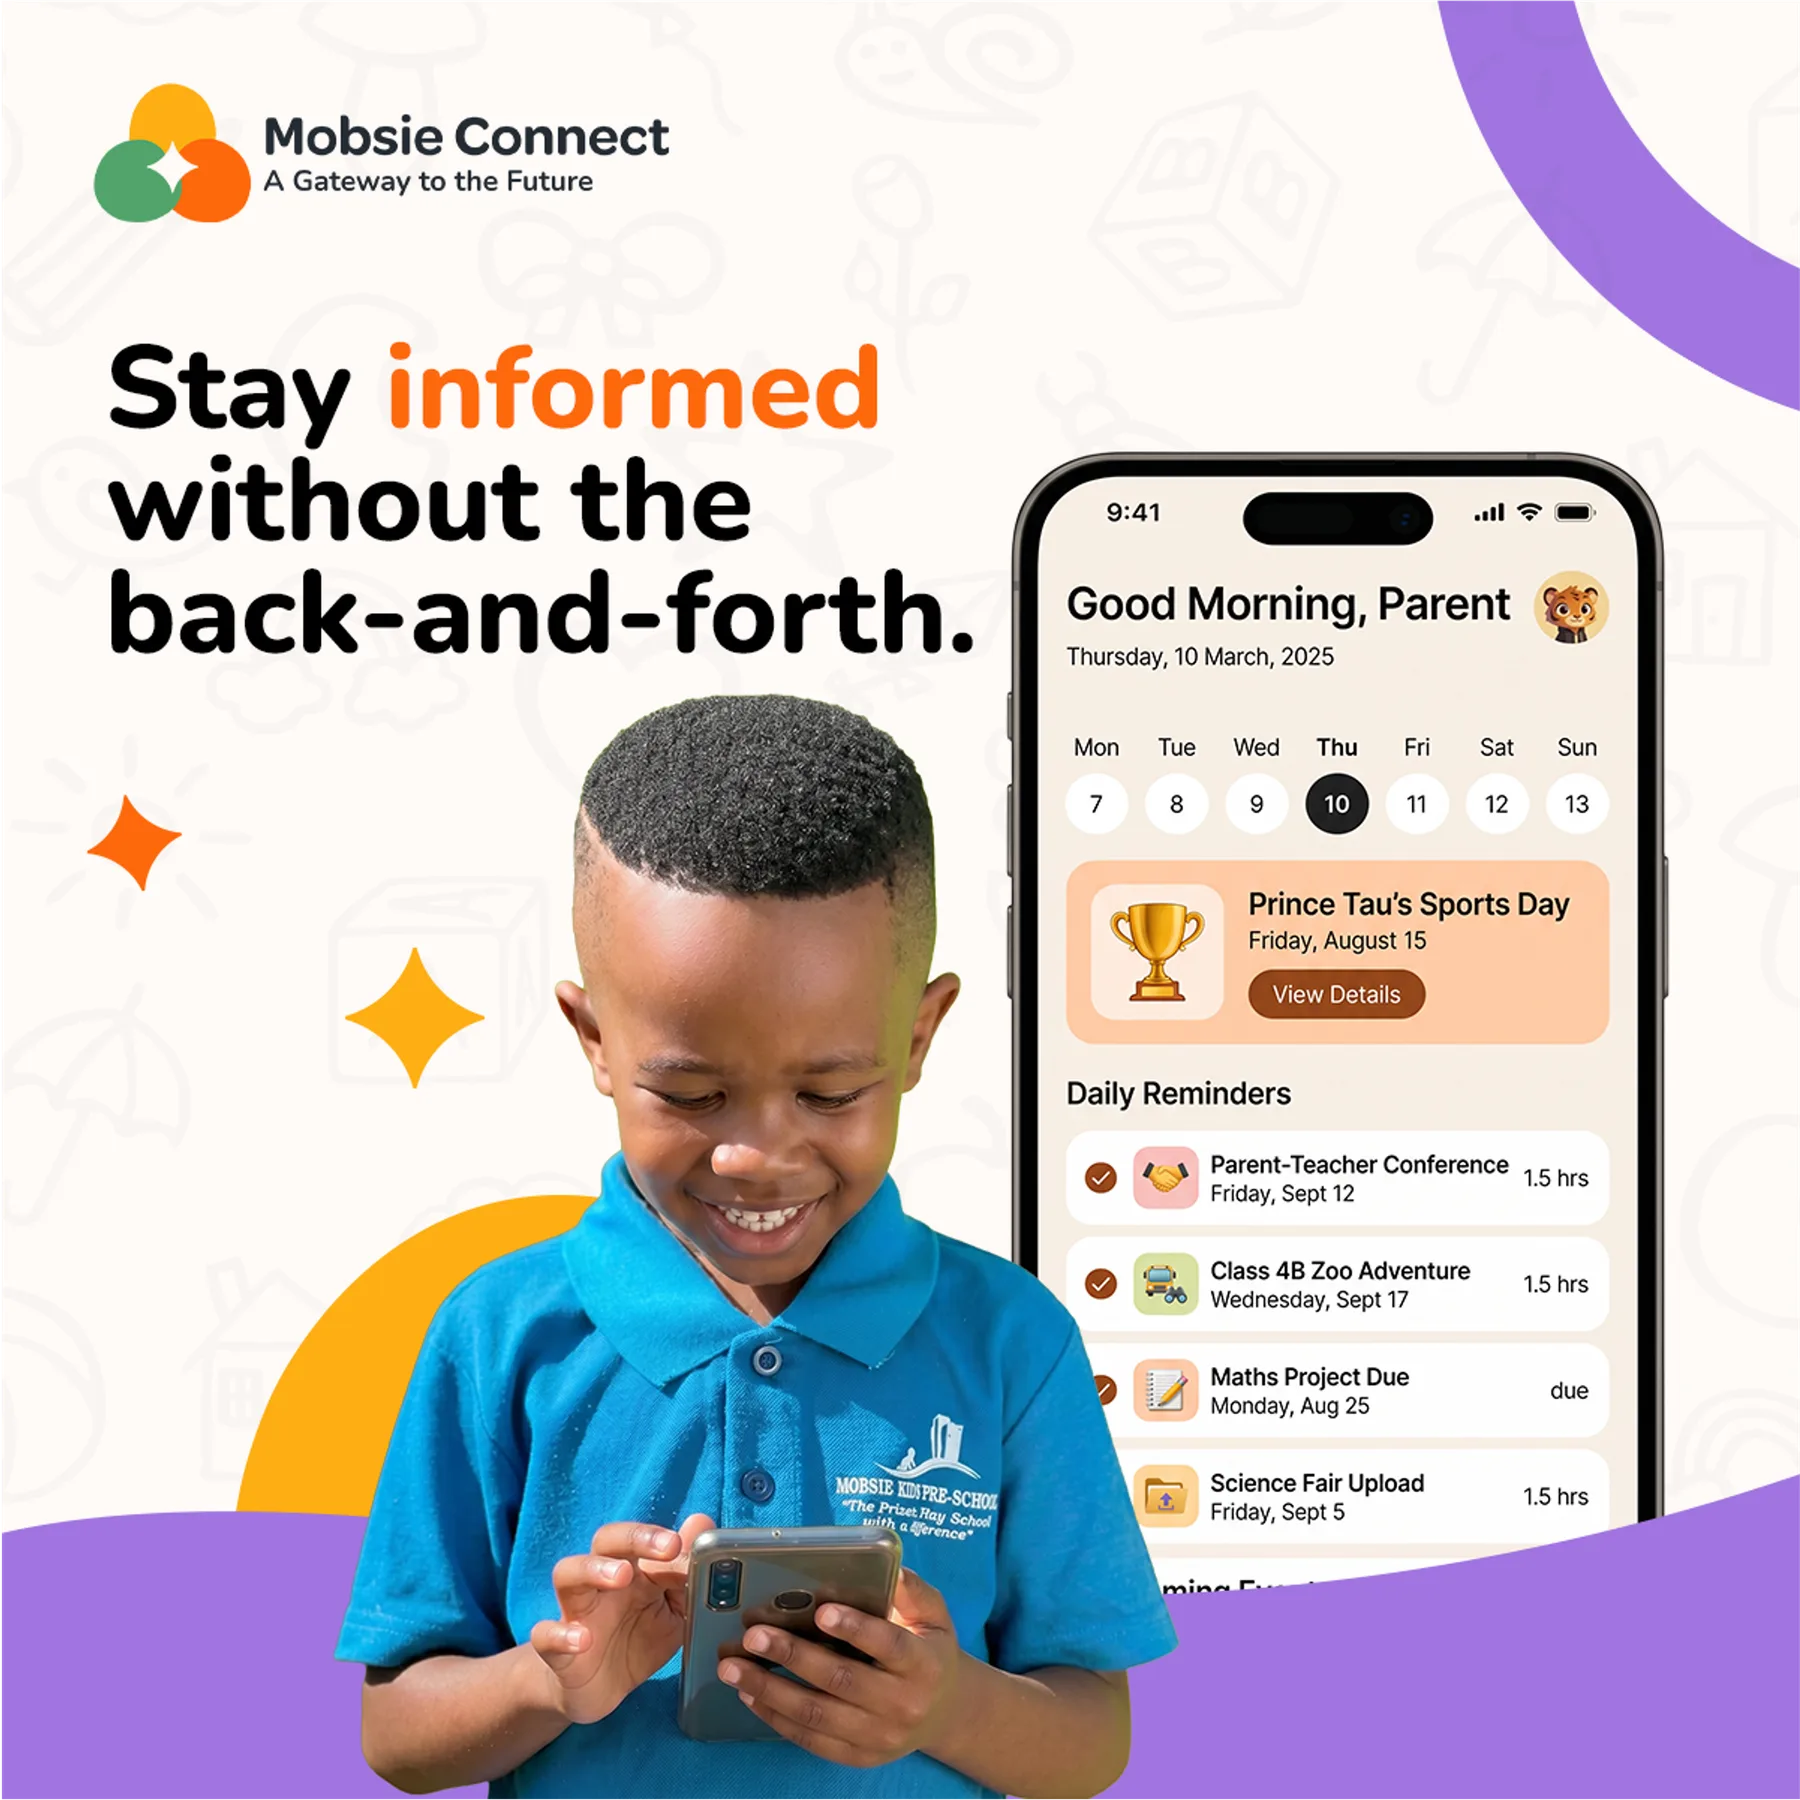 Mobsie Connect
A Gateway to the Future
Stay informed
without the
back-and-forth.
9:41
Good Morning, Parent
Thursday, 10 March, 2025
Mon Tue Wed Thu Fri Sat Sun
7 8 9 10 11 12 13
Prince Tau's Sports Day
Friday, August 15
View Details
Daily Reminders
Parent-Teacher Conference
Friday, Sept 12
1.5 hrs
Class 4B Zoo Adventure
Wednesday, Sept 17
1.5 hrs
Maths Project Due
Monday, Aug 25
due
Science Fair Upload
Friday, Sept 5
1.5 hrs
MOBSIE KIDS PRE-SCHOOL
"The
School
with a difference"
B
B
B